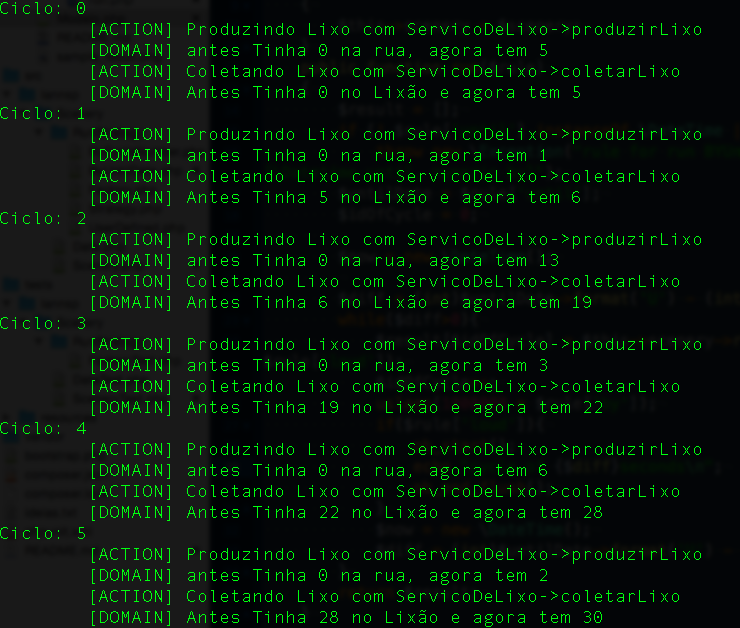 Ciclo: 0
[ACTION] Produzindo Lixo com ServicoDeLixo->produzirLixo
[DOMAIN] antes Tinha 0 na rua, agora tem 5
[ACTION] Coletando Lixo com ServicoDeLixo->coletarLixo
[DOMAIN] Antes Tinha 0 no Lixão e agora tem 5
Ciclo: 1
[ACTION] Produzindo Lixo com ServicoDeLixo->produzirLixo
[DOMAIN] antes Tinha 0 na rua, agora tem 1
[ACTION] Coletando Lixo com ServicoDeLixo->coletarLixo
[DOMAIN] Antes Tinha 5 no Lixão e agora tem 6
Ciclo: 2
[ACTION] Produzindo Lixo com ServicoDeLixo->produzirLixo
[DOMAIN] antes Tinha 0 na rua, agora tem 13
[ACTION] Coletando Lixo com ServicoDeLixo->coletarLixo
[DOMAIN] Antes Tinha 6 no Lixão e agora tem 19
Ciclo: 3
[ACTION] Produzindo Lixo com ServicoDeLixo->produzirLixo
[DOMAIN] antes Tinha 0 na rua, agora tem 3
[ACTION] Coletando Lixo com ServicoDeLixo->coletarLixo
[DOMAIN] Antes Tinha 19 no Lixão e agora tem 22
Ciclo: 4
[ACTION] Produzindo Lixo com ServicoDeLixo->produzirLixo
[DOMAIN] antes Tinha 0 na rua, agora tem 6
[ACTION] Coletando Lixo com ServicoDeLixo->coletarLixo
[DOMAIN] Antes Tinha 22 no Lixão e agora tem 28
Ciclo: 5
[ACTION] Produzindo Lixo com ServicoDeLixo->produzirLixo
[DOMAIN] antes Tinha 0 na rua, agora tem 2
[ACTION] Coletando Lixo com ServicoDeLixo->coletarLixo
[DOMAIN] Antes Tinha 28 no Lixão e agora tem 30